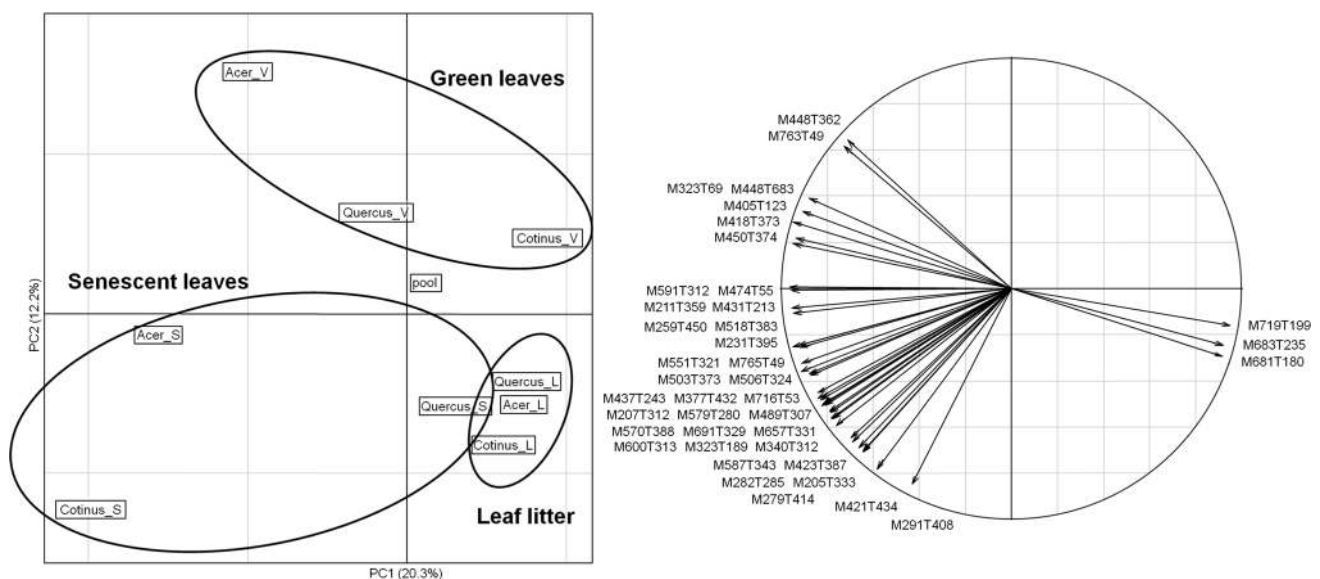 Acer_V
Green leaves
Quercus_V
Cotinus_V
pool
Senescent leaves
Acer_S
Quercus_L
Quercus_S
Acer_L
Cotinus_L
Cotinus_S
Leaf litter
PC2 (12.2%)
PC1 (20.3%)
M448T362
M763T49
M323T69 M448T683
M405T123
M418T373
M450T374
M591T312 M474T55
M211T359 M431T213
M259T450 M518T383
M231T395
M551T321 M765T49
M503T373 M506T324
M437T243 M377T432 M716T53
M207T312 M579T280 M489T307
M570T388 M691T329 M657T331
M600T313 M323T189 M340T312
M587T343 M423T387
M282T285 M205T333
M279T414
M421T434
M291T408
M719T199
M683T235
M681T180